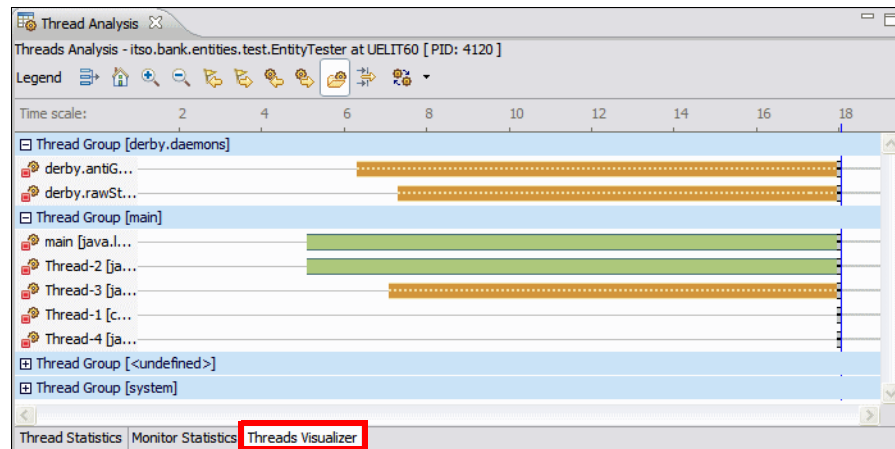 Thread Analysis
Threads Analysis - itso.bank.entities.test.EntityTester at UELIT60 [ PID: 4120 ]
Legend
Time scale: 2 4 6 8 10 12 14 16 18
Thread Group [derby.daemons]
derby.antiG...
derby.rawSt...
Thread Group [main]
main [java.l...
Thread-2 [ja...
Thread-3 [ja...
Thread-1 [c...
Thread-4 [ja...
Thread Group [<undefined>]
Thread Group [system]
Thread Statistics Monitor Statistics Threads Visualizer